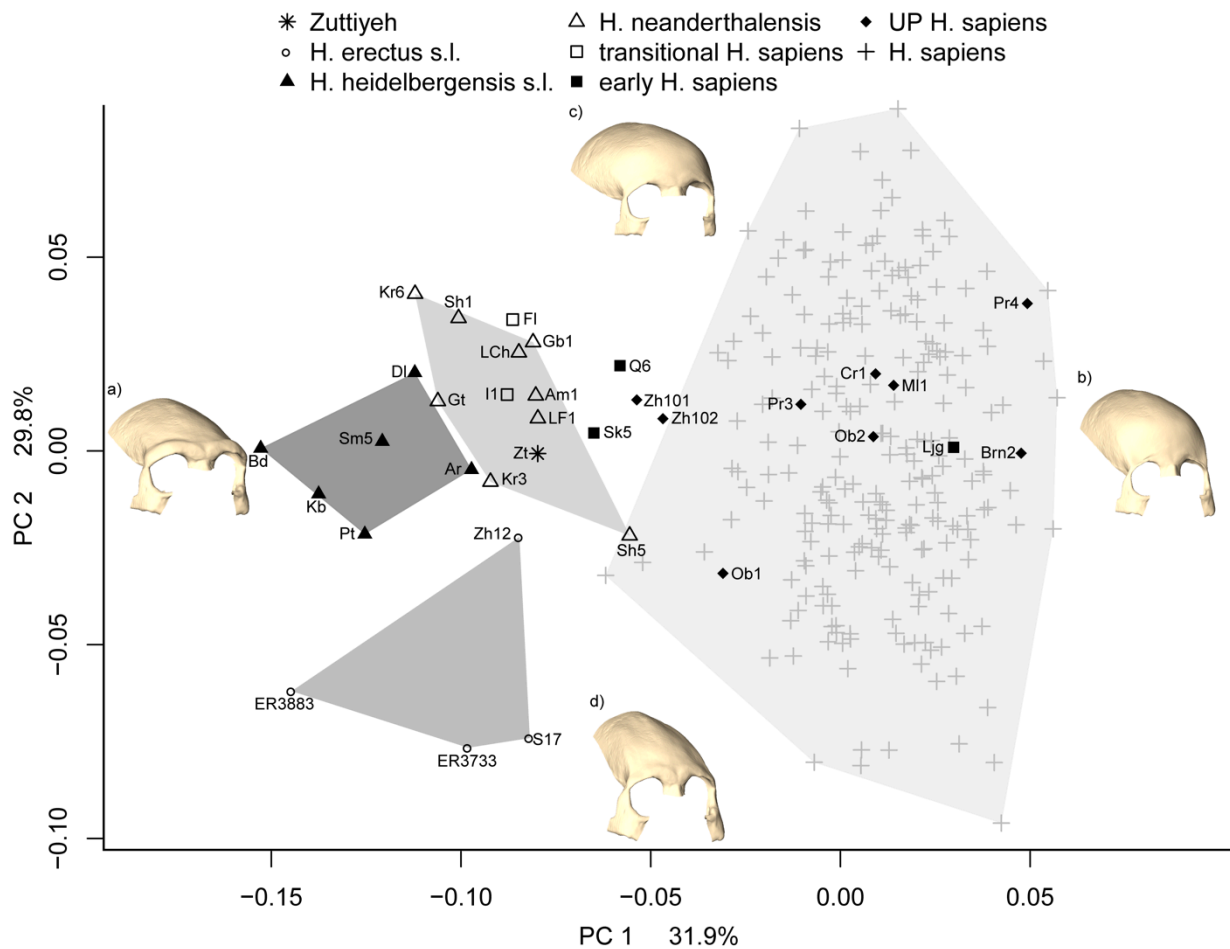 Zuttiyeh
H. erectus s.l.
H. heidelbergensis s.l.
H. neanderthalensis
transitional H. sapiens
early H. sapiens
UP H. sapiens
H. sapiens
c)
Kr6
Sh1
Fl
Gb1
LCh
Pr4
Dl
Q6
Cr1
Ml1
a)
b)
Gt
I1
Am1
Zh101
Pr3
LF1
Zh102
Sm5
Sk5
Ob2
Ljg
Brn2
Bd
Zt
Ar
Kr3
Kb
Pt
Zh12
Sh5
Ob1
ER3883
d)
S17
ER3733
0.05
0.00
−0.05
−0.10
PC 2 29.8%
−0.15
−0.10
−0.05
0.00
0.05
PC 1 31.9%